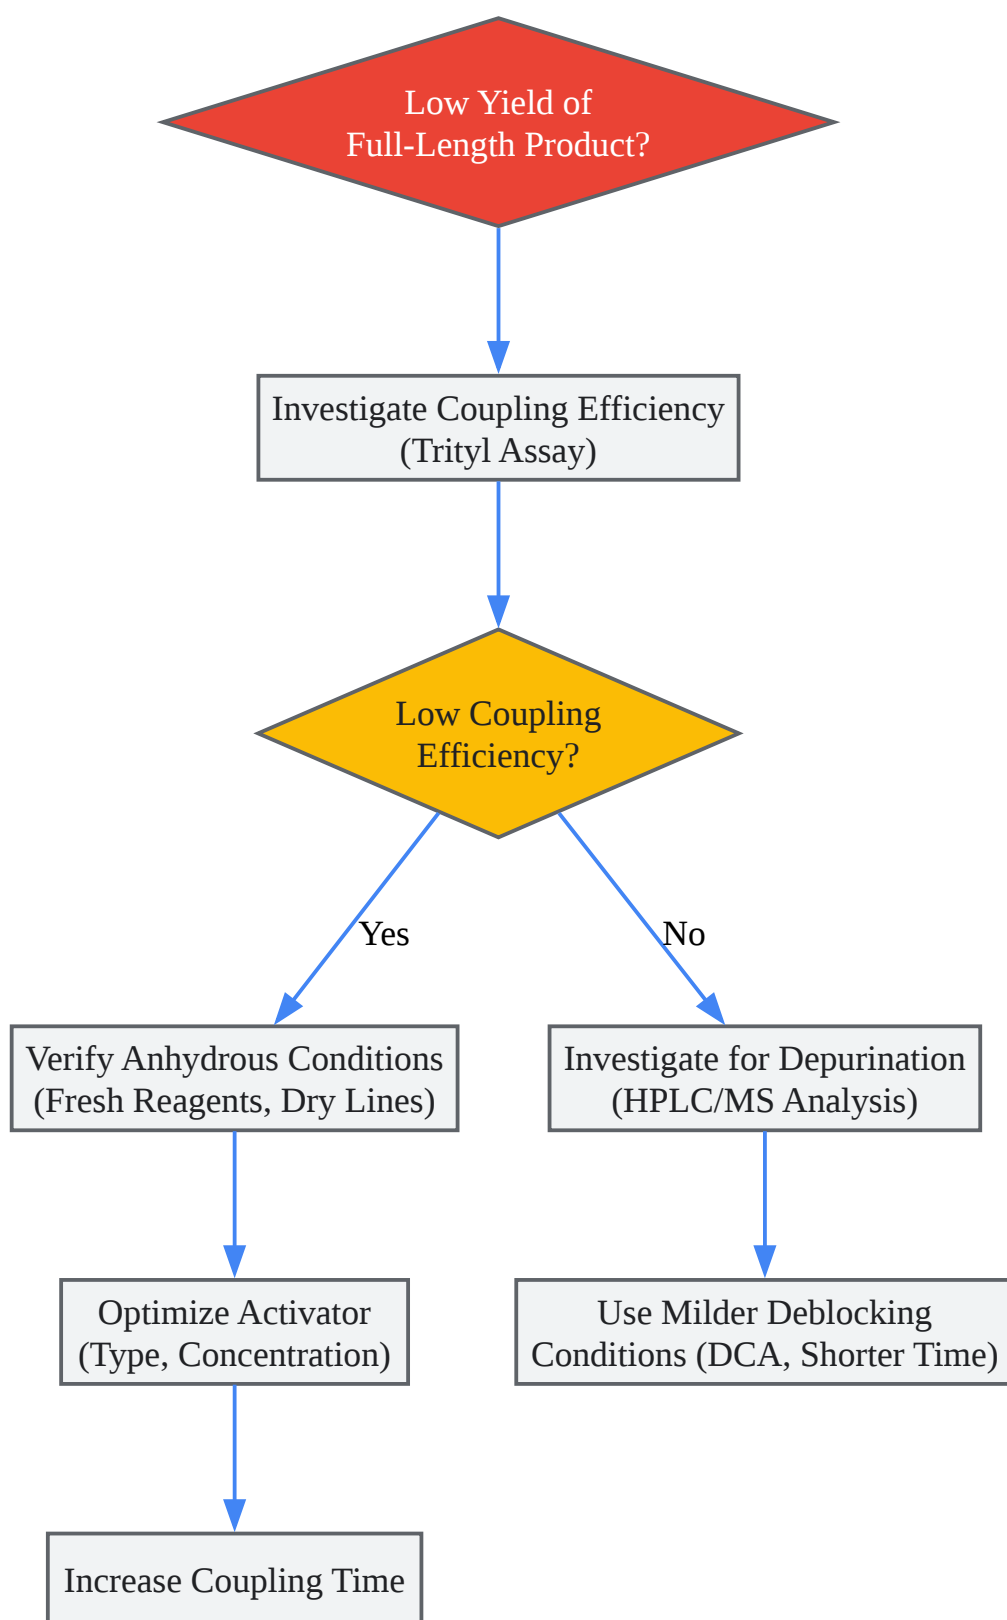 Low Yield of
Full-Length Product?
Investigate Coupling Efficiency
(Trityl Assay)
Low Coupling
Efficiency?
Yes
No
Verify Anhydrous Conditions
(Fresh Reagents, Dry Lines)
Investigate for Depurination
(HPLC/MS Analysis)
Optimize Activator
(Type, Concentration)
Use Milder Deblocking
Conditions (DCA, Shorter Time)
Increase Coupling Time